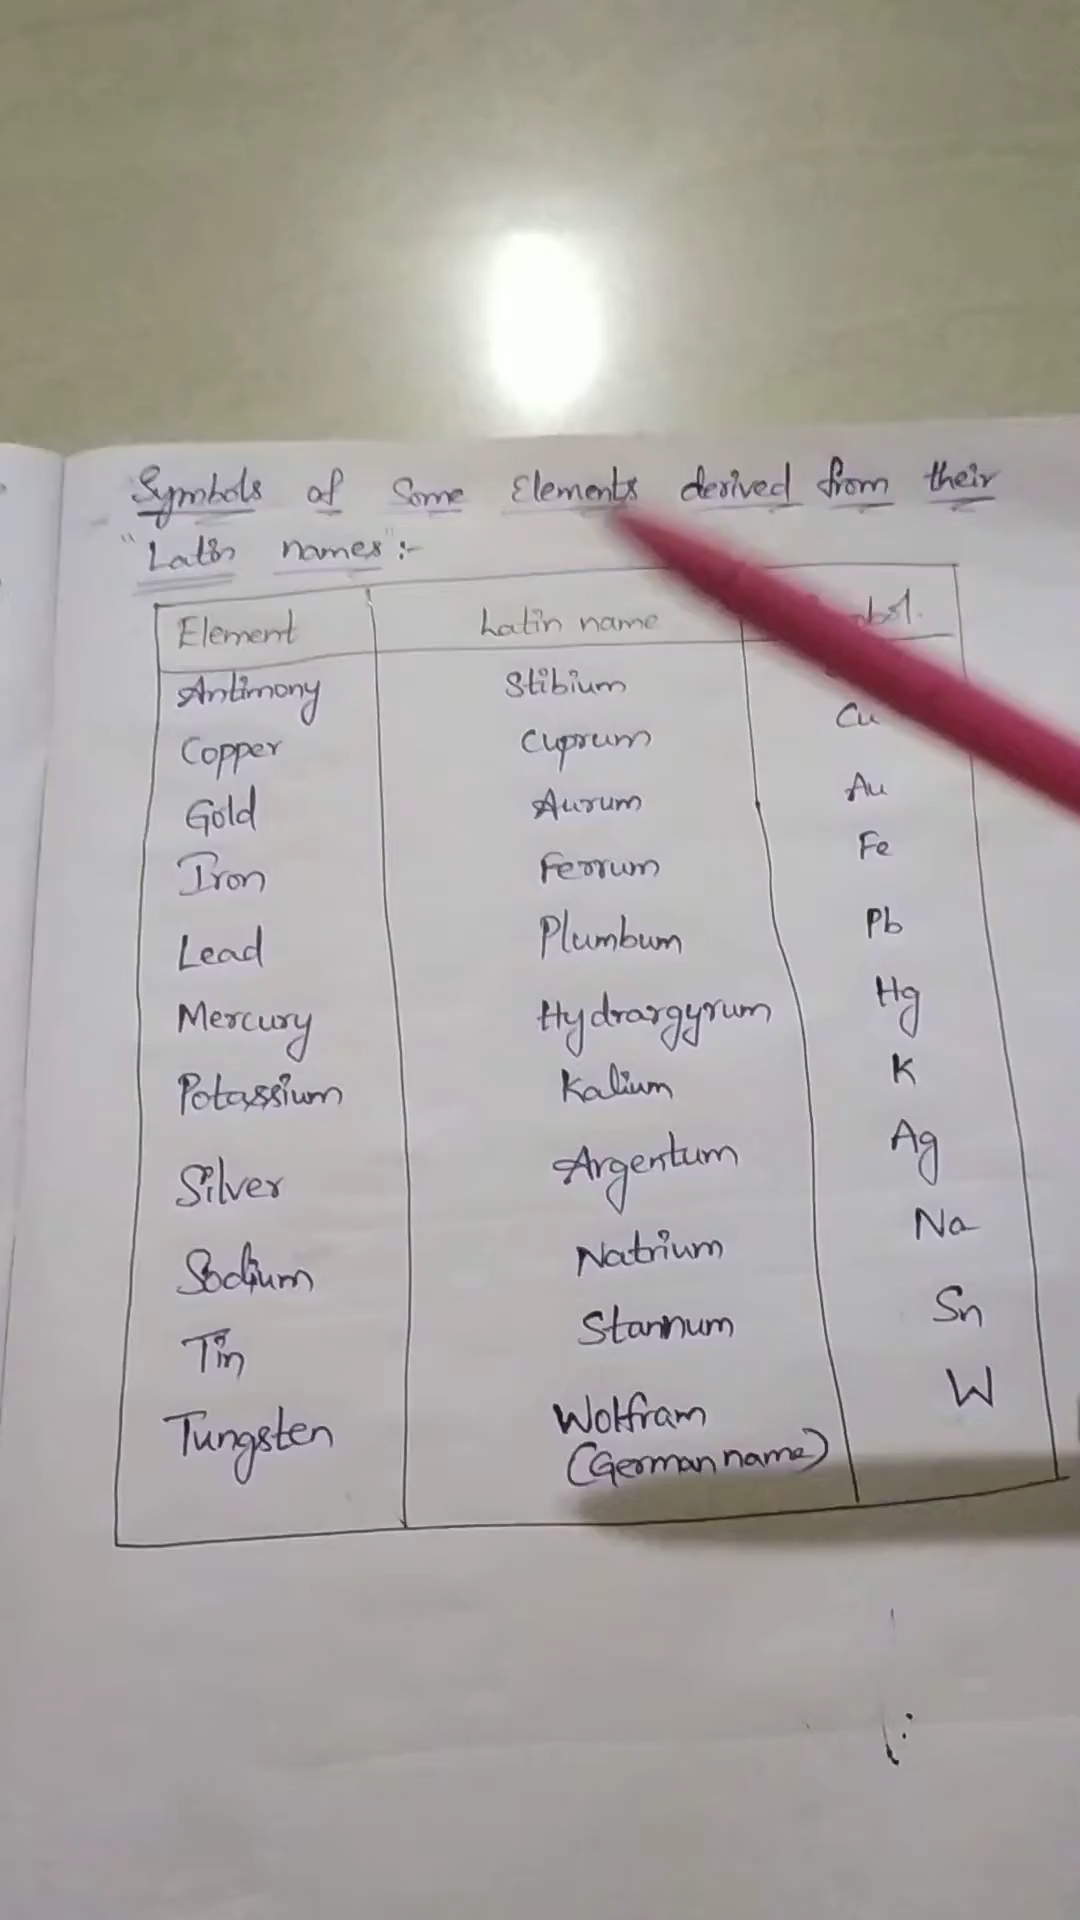 Symbols of Some Elements derived from their
"Latin names":-
Element Latin name
Antimony Stibium
Copper Cuprum Cu
Gold Aurum Au
Iron Ferrum Fe
Lead Plumbum Pb
Mercury Hydrargyrum Hg
Potassium Kalium K
Silver Argentum Ag
Sodium Natrium Na
Tin Stannum Sn
Tungsten Wolfram W
(German name)